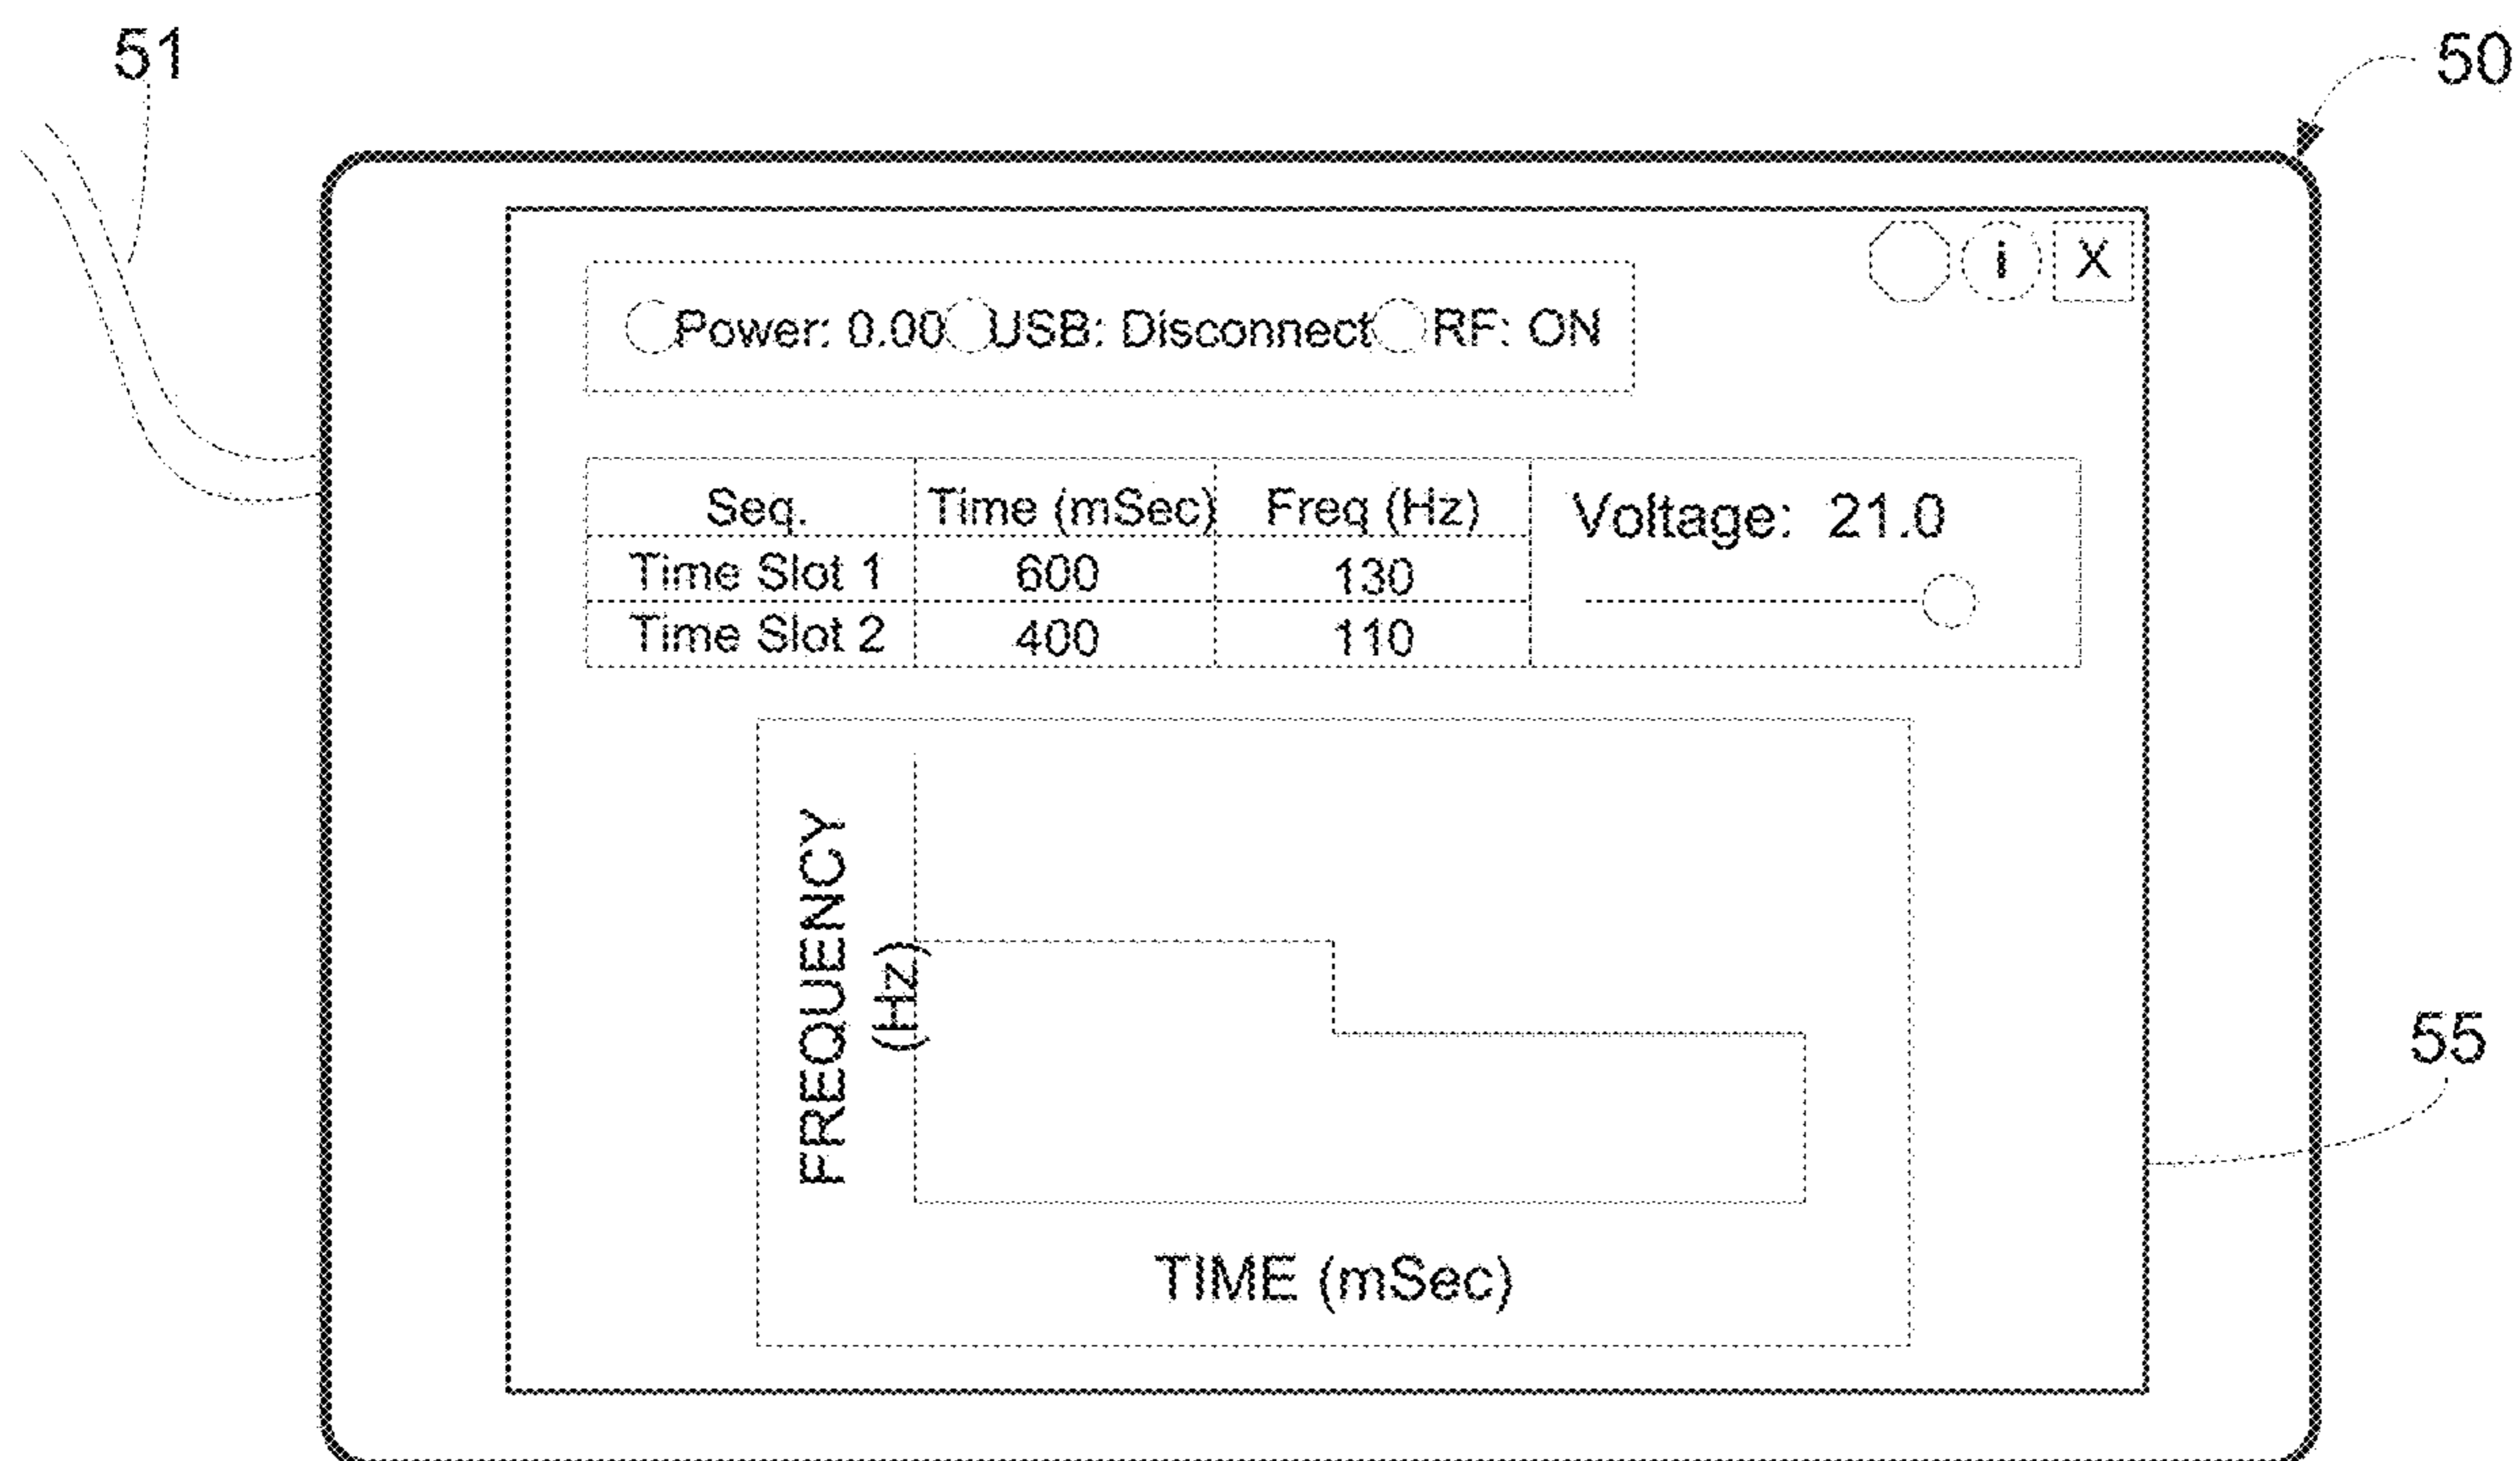 51
50
i X
Power: 0.00 USB: Disconnect RF: ON
Seq. Time (mSec) Freq (Hz) Voltage: 21.0
Time Slot 1 600 130
Time Slot 2 400 110
FREQUENCY
(Hz)
55
TIME (mSec)